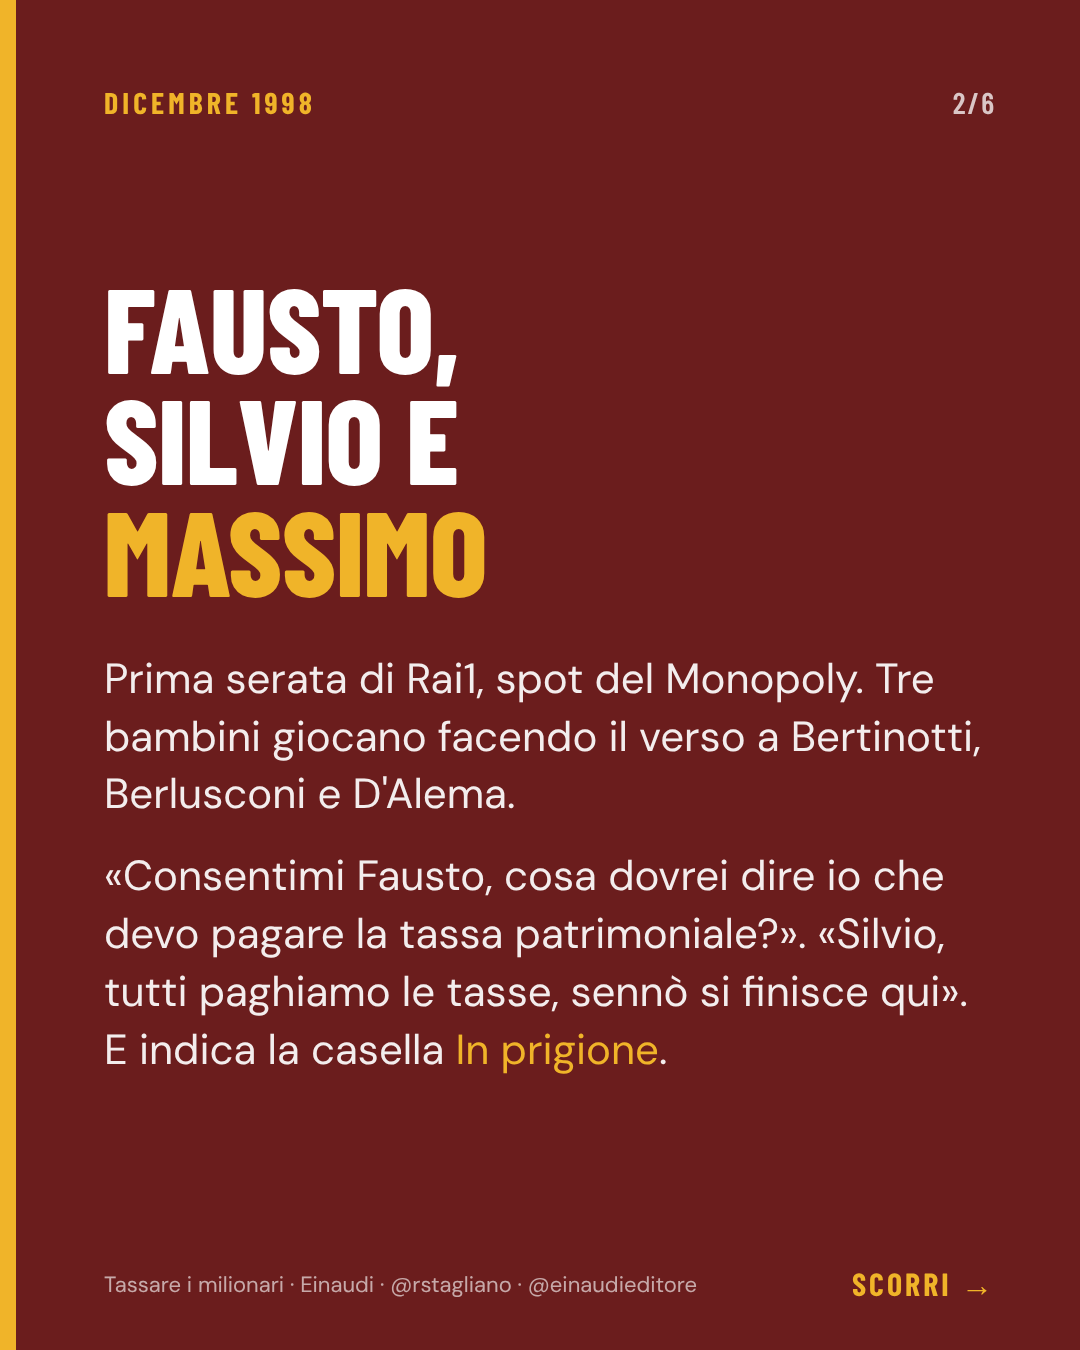 DICEMBRE 1998
2/6
FAUSTO,
SILVIO E
MASSIMO
Prima serata di Rai1, spot del Monopoly. Tre
bambini giocano facendo il verso a Bertinotti,
Berlusconi e D'Alema.
«Consentimi Fausto, cosa dovrei dire io che
devo pagare la tassa patrimoniale?». «Silvio,
tutti paghiamo le tasse, sennò si finisce qui».
E indica la casella In prigione.
Tassare i milionari · Einaudi · @rstagliano · @einaudieditore
SCORRI →